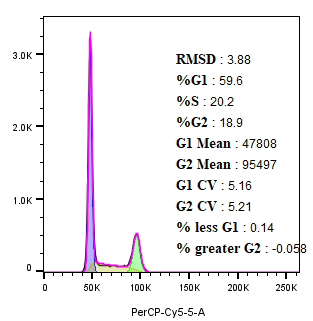 RMSD : 3.88
%G1 : 59.6
%S : 20.2
%G2 : 18.9
G1 Mean : 47808
G2 Mean : 95497
G1 CV : 5.16
G2 CV : 5.21
% less G1 : 0.14
% greater G2 : -0.058
3.0K
2.0K
1.0K
0
0 50K 100K 150K 200K 250K
PerCP-Cy5-5-A